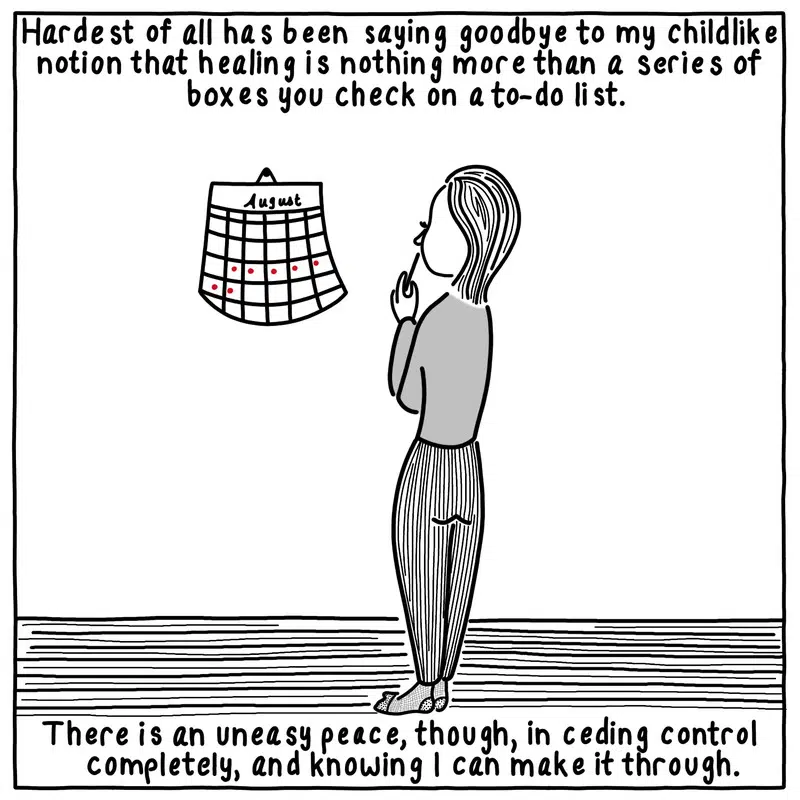 Hardest of all has been saying goodbye to my childlike
notion that healing is nothing more than a series of
boxes you check on a to-do list.
August
There is an uneasy peace, though, in ceding control
completely, and knowing I can make it through.